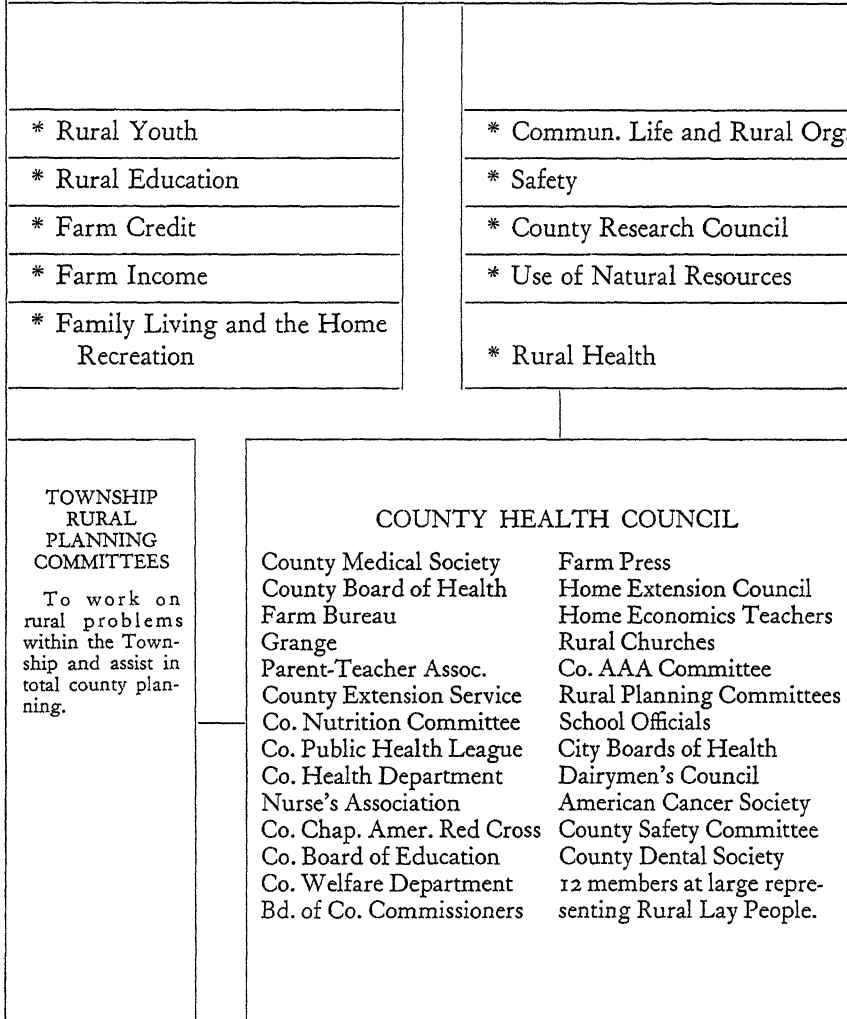 * Rural Youth
* Rural Education
* Farm Credit
* Farm Income
* Family Living and the Home
Recreation
* Commun. Life and Rural Org.
* Safety
* County Research Council
* Use of Natural Resources
* Rural Health
TOWNSHIP
RURAL
PLANNING
COMMITTEES
To work on
rural problems
within the Town-
ship and assist in
total county plan-
ning.
COUNTY HEALTH COUNCIL
County Medical Society
County Board of Health
Farm Bureau
Grange
Parent-Teacher Assoc.
County Extension Service
Co. Nutrition Committee
Co. Public Health League
Co. Health Department
Nurse's Association
Co. Chap. Amer. Red Cross
Co. Board of Education
Co. Welfare Department
Bd. of Co. Commissioners
Farm Press
Home Extension Council
Home Economics Teachers
Rural Churches
Co. AAA Committee
Rural Planning Committees
School Officials
City Boards of Health
Dairymen's Council
American Cancer Society
County Safety Committee
County Dental Society
12 members at large repre-
senting Rural Lay People.